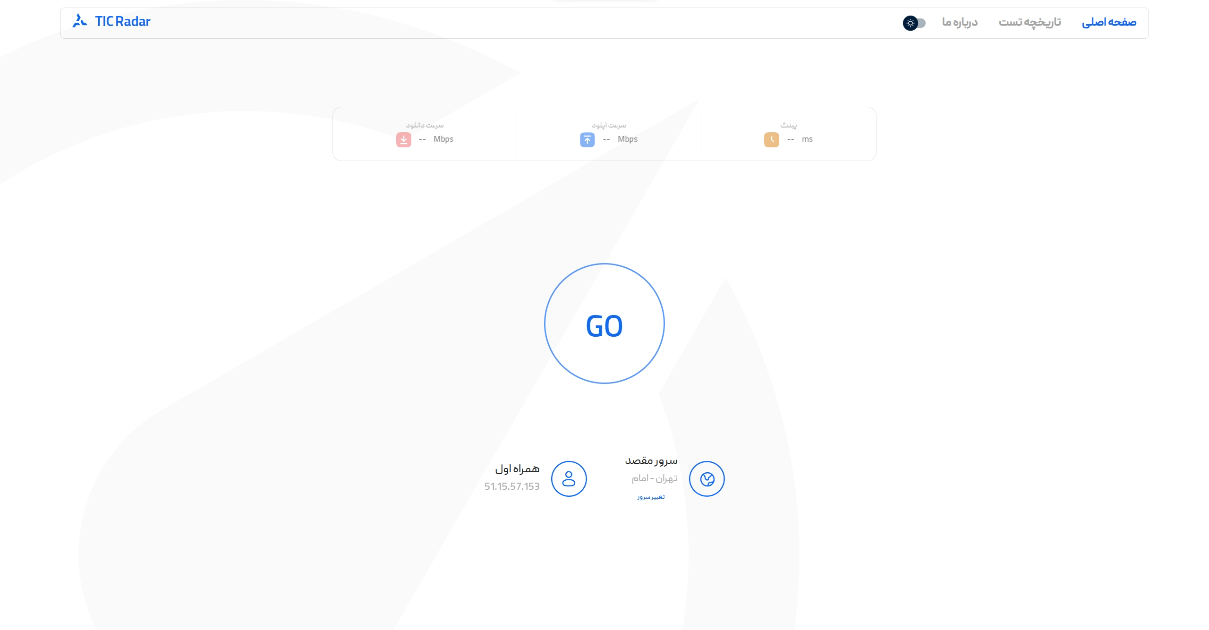 صفحه اصلی
تاریخچه تست
درباره ما
TIC Radar
پینگ
-- ms
سرعت آپلود
-- Mbps
سرعت دانلود
-- Mbps
GO
سرور مقصد
تهران - امام
تغییر سرور
همراه اول
51.15.57.153